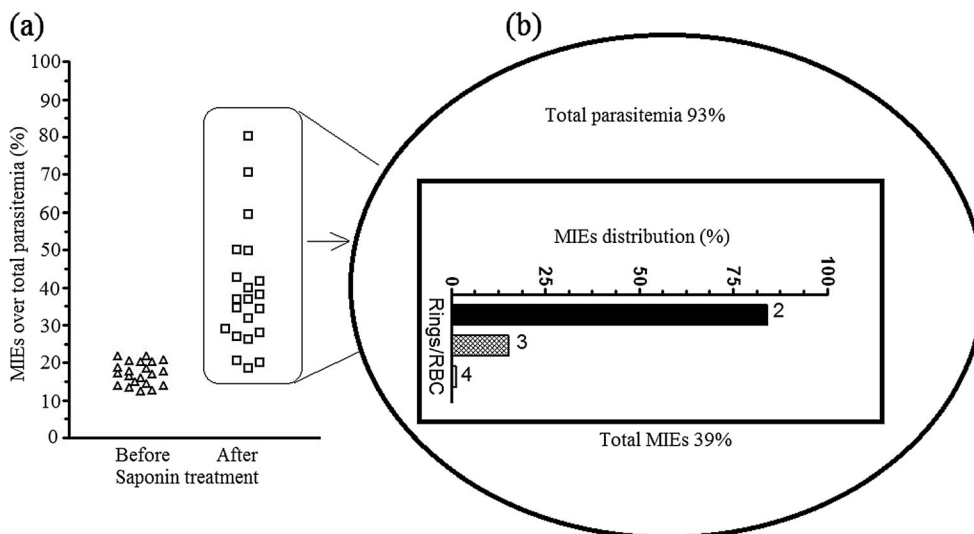 (a)
MIEs over total parasitemia (%)
100
90
80
70
60
50
40
30
20
10
0
Before
After
Saponin treatment
(b)
Total parasitemia 93%
MIEs distribution (%)
0
25
50
75
100
Rings/RBC
2
3
4
Total MIEs 39%